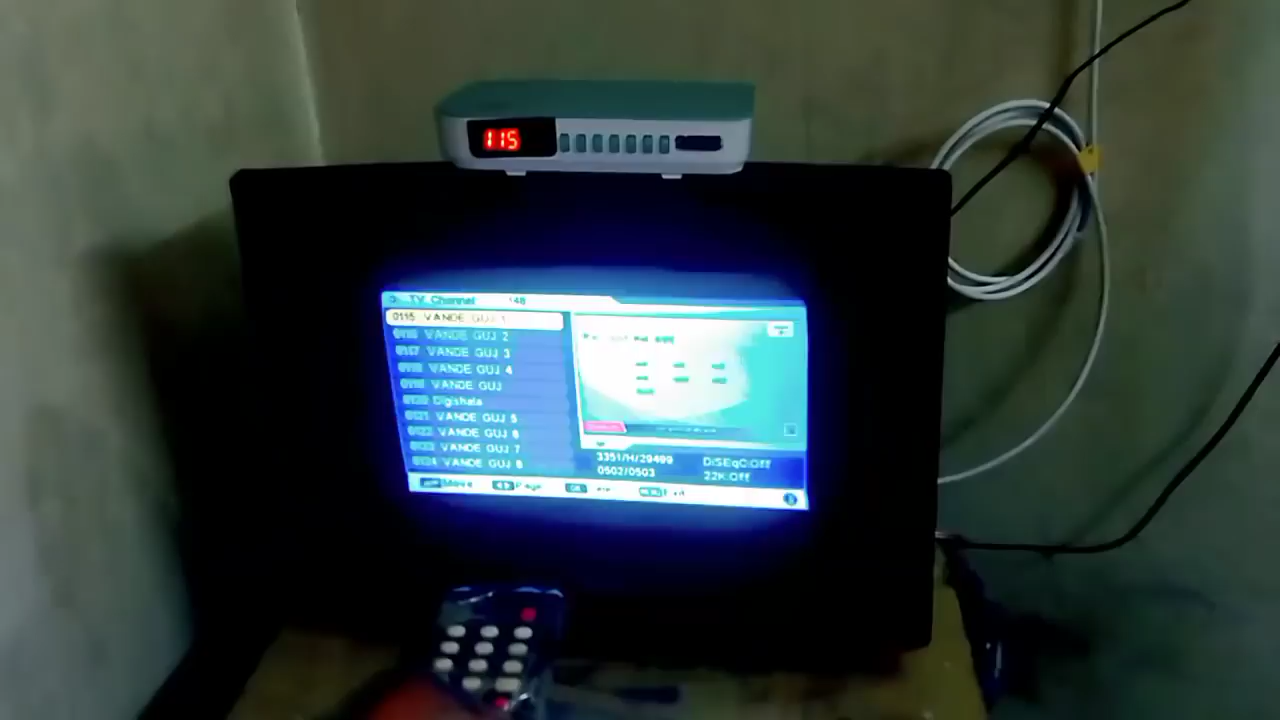 115
TV Channel
0115 VANDE GUJ 1
0116 VANDE GUJ 2
0117 VANDE GUJ 3
0118 VANDE GUJ 4
0119 VANDE GUJ
0120 Digishala
0121 VANDE GUJ 5
0122 VANDE GUJ 6
0123 VANDE GUJ 7
0124 VANDE GUJ 8
3351/H/29499
DiSEqC:Off
0502/0503
22K:Off
Move
Page
Exit